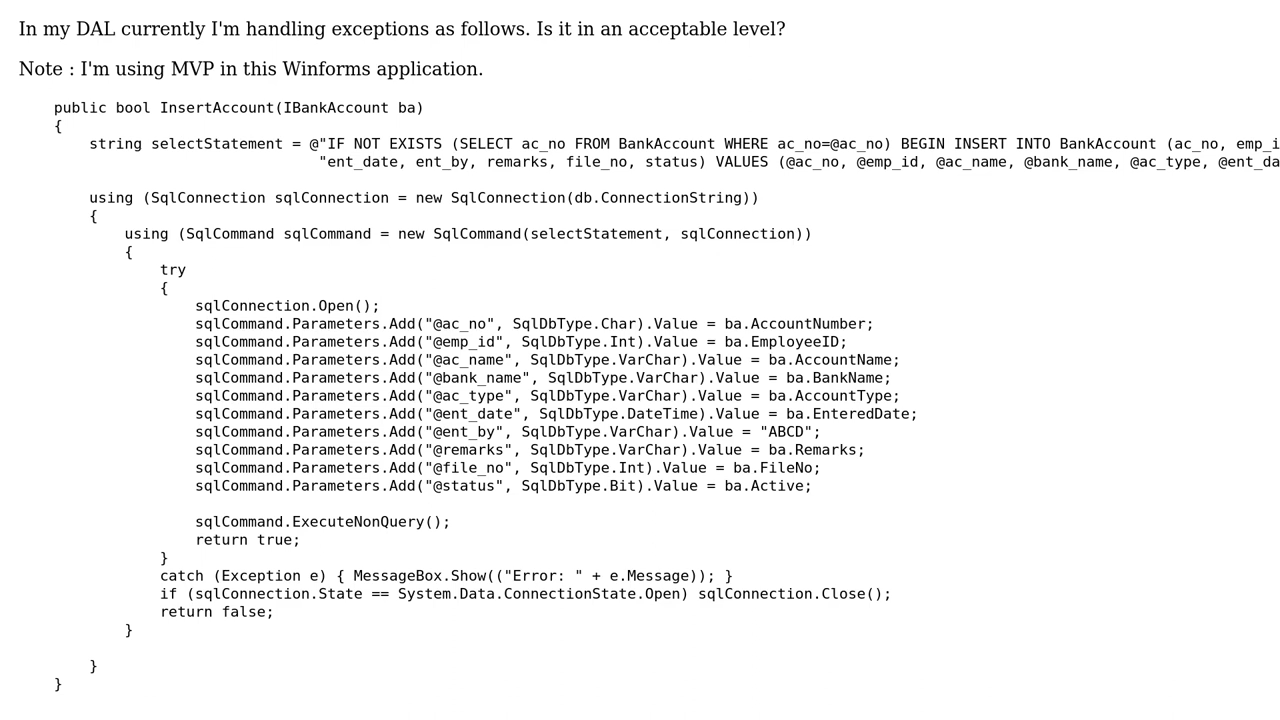 In my DAL currently I'm handling exceptions as follows. Is it in an acceptable level?
Note : I'm using MVP in this Winforms application.
public bool InsertAccount(IBankAccount ba)
{
string selectStatement = @"IF NOT EXISTS (SELECT ac_no FROM BankAccount WHERE ac_no=@ac_no) BEGIN INSERT INTO BankAccount (ac_no, emp_i
"ent_date, ent_by, remarks, file_no, status) VALUES (@ac_no, @emp_id, @ac_name, @bank_name, @ac_type, @ent_da
using (SqlConnection sqlConnection = new SqlConnection(db.ConnectionString))
{
using (SqlCommand sqlCommand = new SqlCommand(selectStatement, sqlConnection))
{
try
{
sqlConnection.Open();
sqlCommand.Parameters.Add("@ac_no", SqlDbType.Char).Value = ba.AccountNumber;
sqlCommand.Parameters.Add("@emp_id", SqlDbType.Int).Value = ba.EmployeeID;
sqlCommand.Parameters.Add("@ac_name", SqlDbType.VarChar).Value = ba.AccountName;
sqlCommand.Parameters.Add("@bank_name", SqlDbType.VarChar).Value = ba.BankName;
sqlCommand.Parameters.Add("@ac_type", SqlDbType.VarChar).Value = ba.AccountType;
sqlCommand.Parameters.Add("@ent_date", SqlDbType.DateTime).Value = ba.EnteredDate;
sqlCommand.Parameters.Add("@ent_by", SqlDbType.VarChar).Value = "ABCD";
sqlCommand.Parameters.Add("@remarks", SqlDbType.VarChar).Value = ba.Remarks;
sqlCommand.Parameters.Add("@file_no", SqlDbType.Int).Value = ba.FileNo;
sqlCommand.Parameters.Add("@status", SqlDbType.Bit).Value = ba.Active;
sqlCommand.ExecuteNonQuery();
return true;
}
catch (Exception e) { MessageBox.Show(("Error: " + e.Message)); }
if (sqlConnection.State == System.Data.ConnectionState.Open) sqlConnection.Close();
return false;
}
}
}